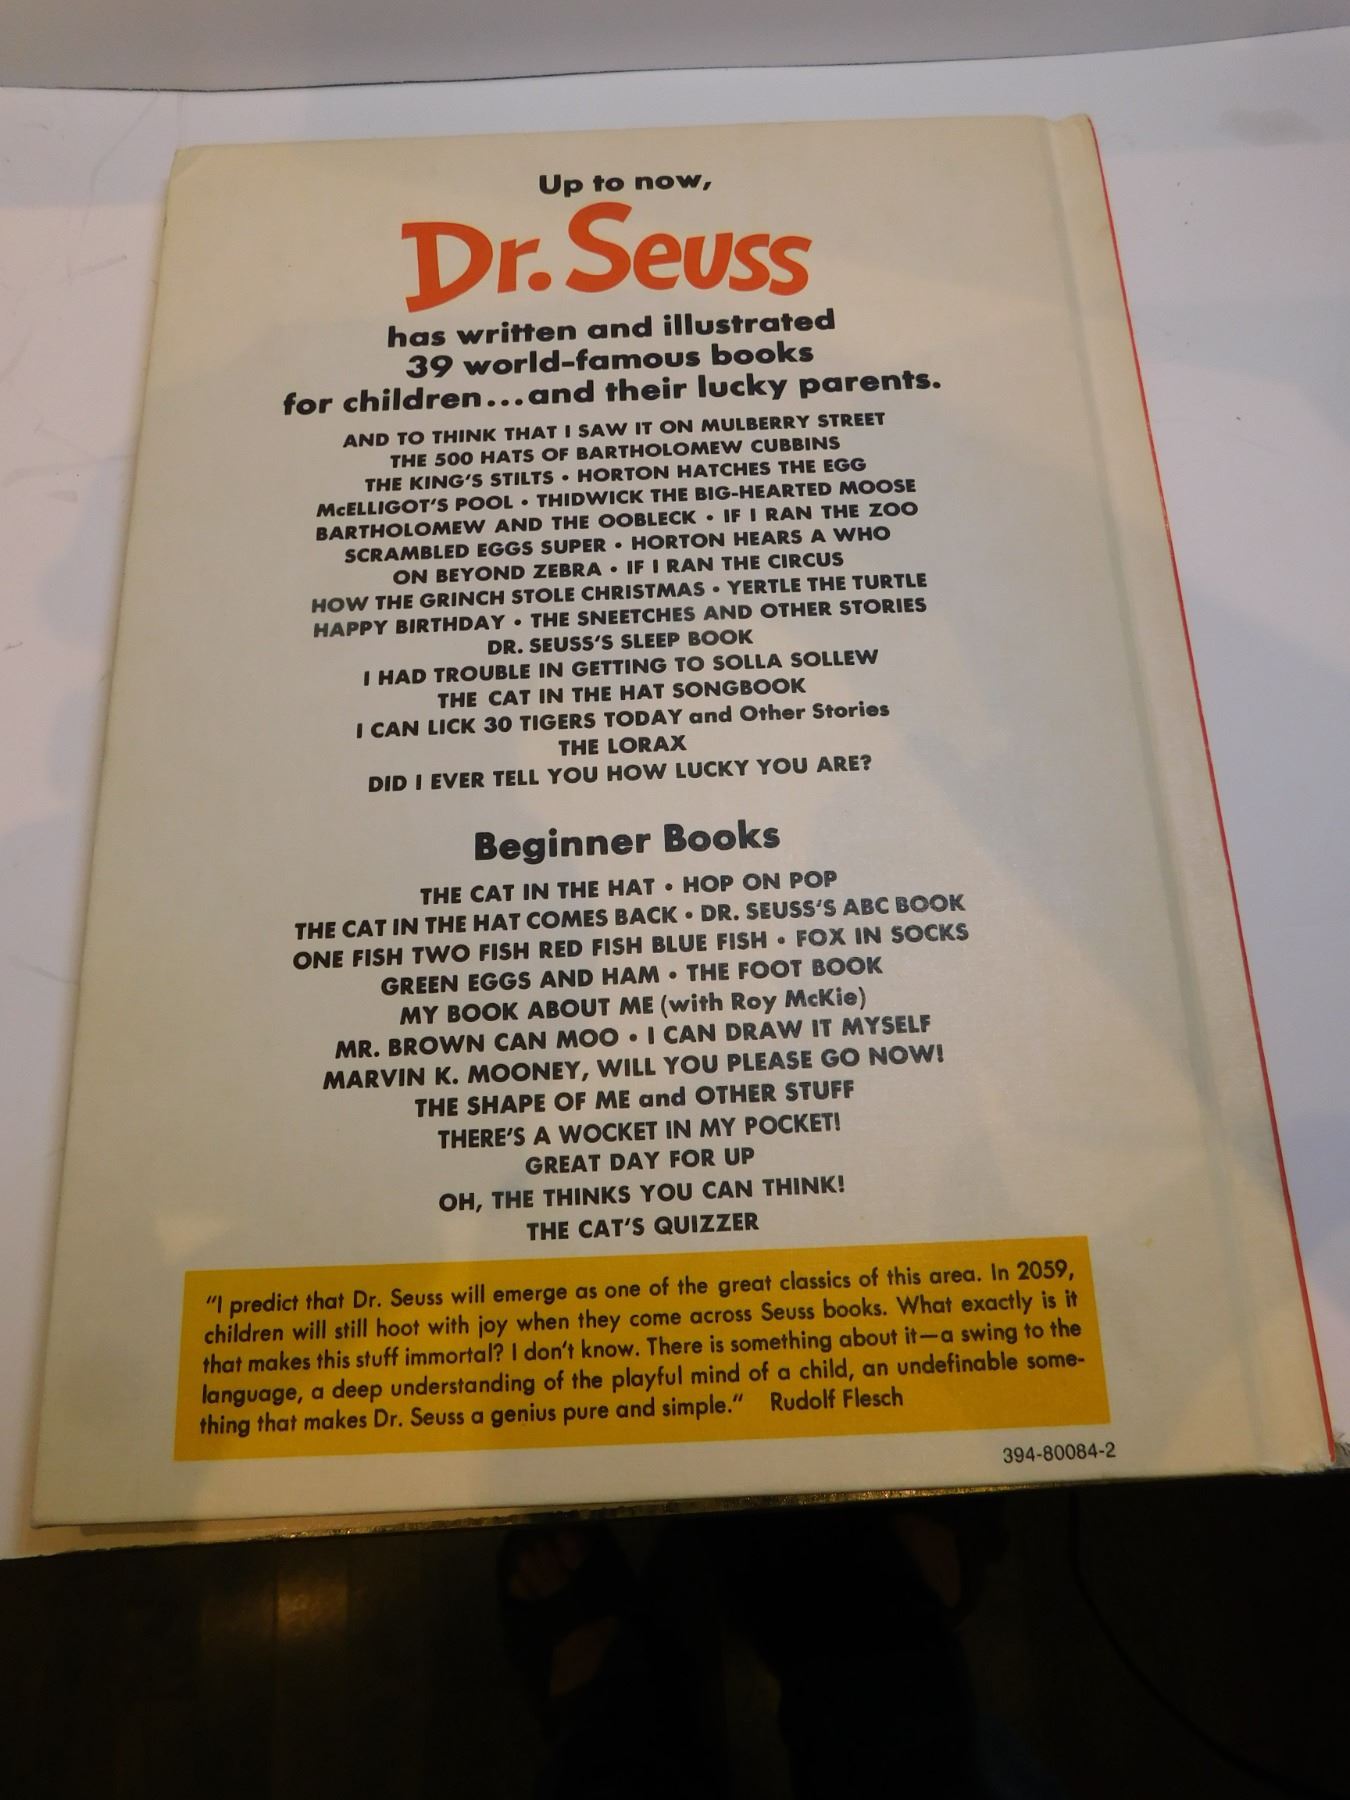 Up to now,
Dr. Seuss
has written and illustrated
39 world-famous books
for children...and their lucky parents.
AND TO THINK THAT I SAW IT ON MULBERRY STREET
THE 500 HATS OF BARTHOLOMEW CUBBINS
THE KING'S STILTS • HORTON HATCHES THE EGG
McELLIGOT'S POOL • THIDWICK THE BIG-HEARTED MOOSE
BARTHOLOMEW AND THE OOBLECK • IF I RAN THE ZOO
SCRAMBLED EGGS SUPER • HORTON HEARS A WHO
ON BEYOND ZEBRA • IF I RAN THE CIRCUS
HOW THE GRINCH STOLE CHRISTMAS • YERTLE THE TURTLE
HAPPY BIRTHDAY • THE SNEETCHES AND OTHER STORIES
DR. SEUSS'S SLEEP BOOK
I HAD TROUBLE IN GETTING TO SOLLA SOLLEW
THE CAT IN THE HAT SONGBOOK
I CAN LICK 30 TIGERS TODAY and Other Stories
THE LORAX
DID I EVER TELL YOU HOW LUCKY YOU ARE?
Beginner Books
THE CAT IN THE HAT • HOP ON POP
THE CAT IN THE HAT COMES BACK • DR. SEUSS'S ABC BOOK
ONE FISH TWO FISH RED FISH BLUE FISH • FOX IN SOCKS
GREEN EGGS AND HAM • THE FOOT BOOK
MY BOOK ABOUT ME (with Roy McKie)
MR. BROWN CAN MOO • I CAN DRAW IT MYSELF
MARVIN K. MOONEY, WILL YOU PLEASE GO NOW!
THE SHAPE OF ME and OTHER STUFF
THERE'S A WOCKET IN MY POCKET!
GREAT DAY FOR UP
OH, THE THINKS YOU CAN THINK!
THE CAT'S QUIZZER
"I predict that Dr. Seuss will emerge as one of the great classics of this area. In 2059,
children will still hoot with joy when they come across Seuss books. What exactly is it
that makes this stuff immortal? I don't know. There is something about it—a swing to the
language, a deep understanding of the playful mind of a child, an undefinable some-
thing that makes Dr. Seuss a genius pure and simple." Rudolf Flesch
394-80084-2